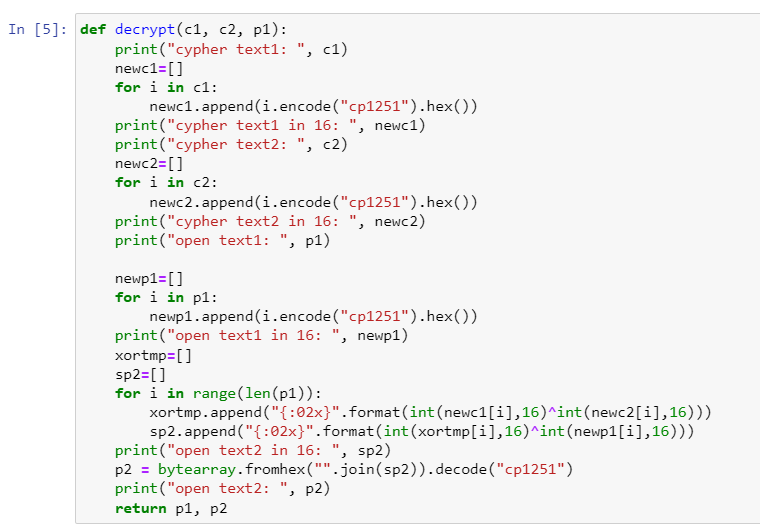 In [5]: def decrypt(c1, c2, p1):
    print("cypher text1: ", c1)
    newc1=[]
    for i in c1:
        newc1.append(i.encode("cp1251").hex())
    print("cypher text1 in 16: ", newc1)
    print("cypher text2: ", c2)
    newc2=[]
    for i in c2:
        newc2.append(i.encode("cp1251").hex())
    print("cypher text2 in 16: ", newc2)
    print("open text1: ", p1)

    newp1=[]
    for i in p1:
        newp1.append(i.encode("cp1251").hex())
    print("open text1 in 16: ", newp1)
    xortmp=[]
    sp2=[]
    for i in range(len(p1)):
        xortmp.append("{:02x}".format(int(newc1[i],16)^int(newc2[i],16)))
        sp2.append("{:02x}".format(int(xortmp[i],16)^int(newp1[i],16)))
    print("open text2 in 16: ", sp2)
    p2 = bytearray.fromhex("".join(sp2)).decode("cp1251")
    print("open text2: ", p2)
    return p1, p2